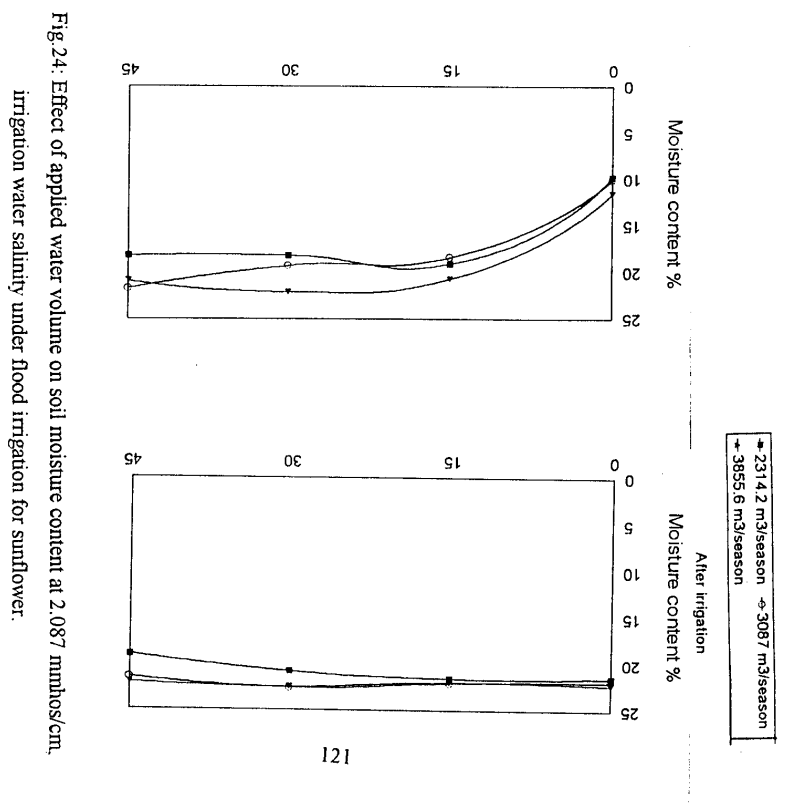 2314.2 m3/season 3087 m3/season
3855.6 m3/season
Moisture content %
0 5 10 15 20 25
0
15
30
45
After irrigation
Moisture content %
0 5 10 15 20 25
0
15
30
45
Fig.24: Effect of applied water volume on soil moisture content at 2.087 mmhos/cm,
irrigation water salinity under flood irrigation for sunflower.
121